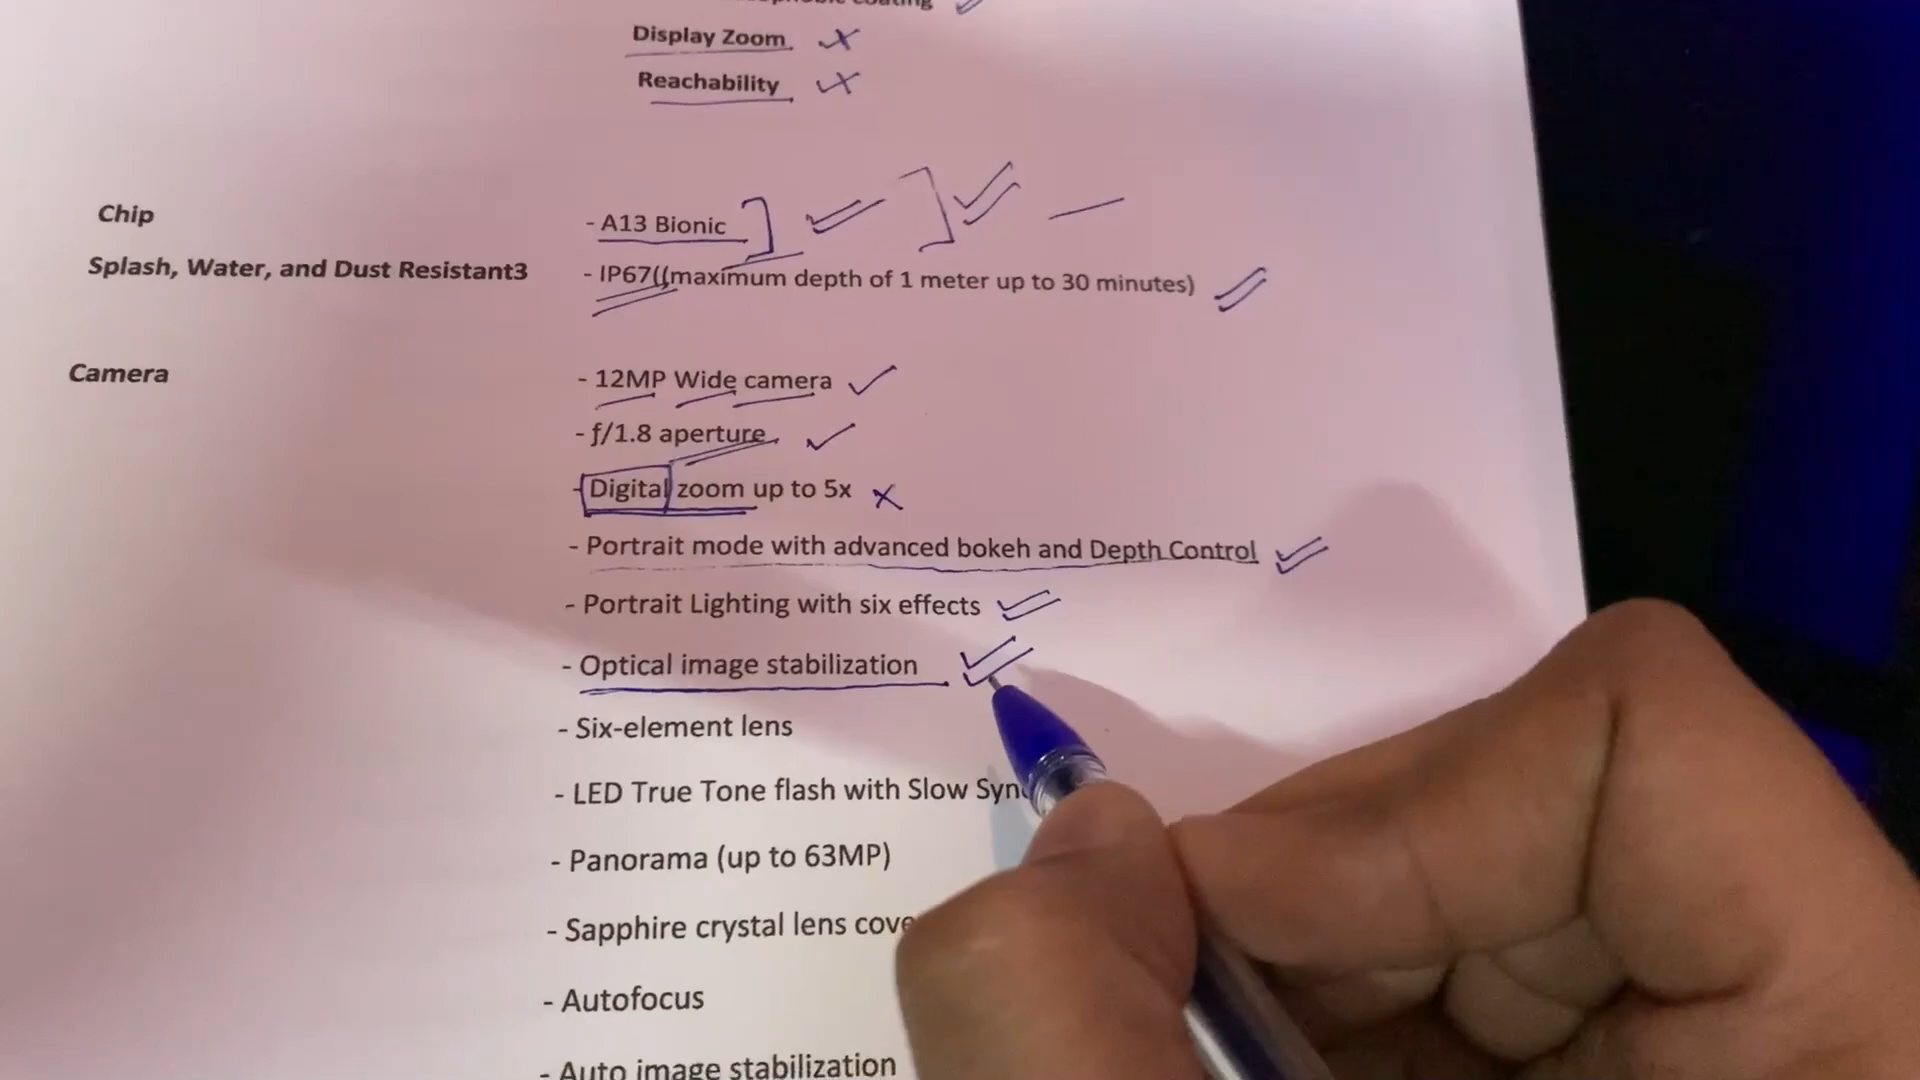 coating
Display Zoom
Reachability
Chip
- A13 Bionic
Splash, Water, and Dust Resistant3
- IP67((maximum depth of 1 meter up to 30 minutes)
Camera
- 12MP Wide camera
- ƒ/1.8 aperture
- Digital zoom up to 5x
- Portrait mode with advanced bokeh and Depth Control
- Portrait Lighting with six effects
- Optical image stabilization
- Six-element lens
- LED True Tone flash with Slow
- Panorama (up to 63MP)
- Sapphire crystal lens
- Autofocus
- Auto image stabilization